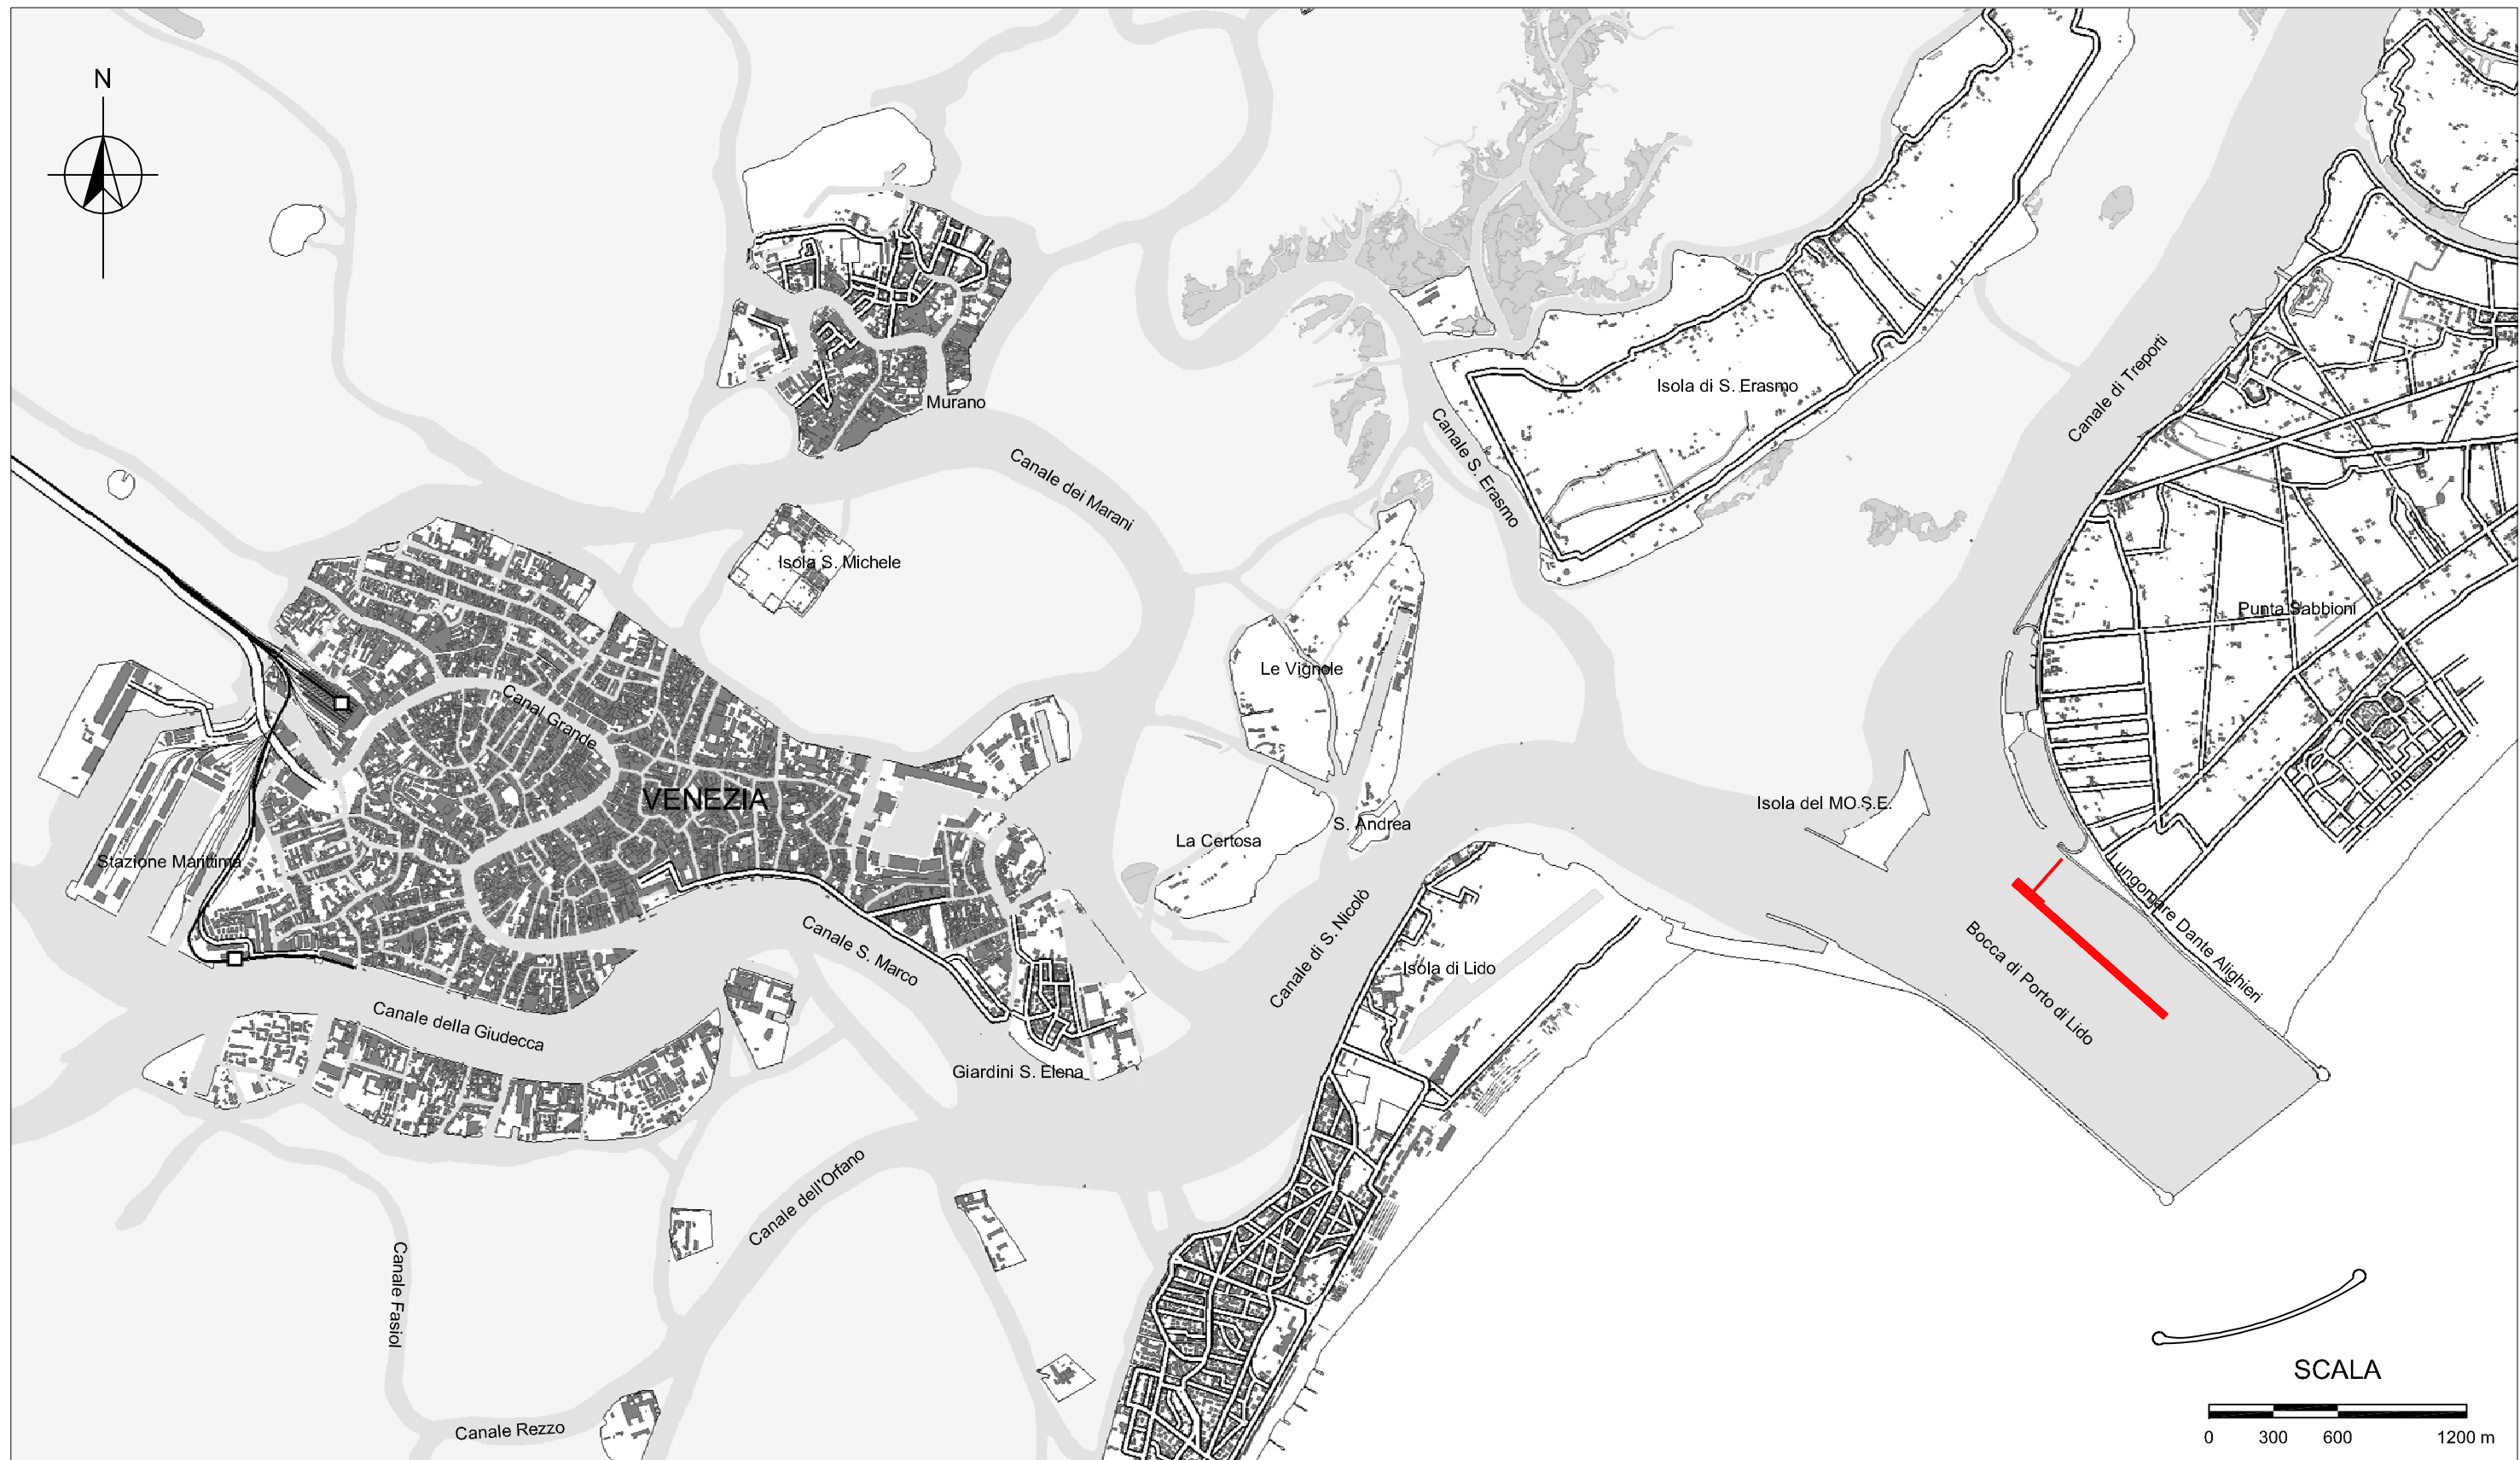 N
Murano
Isola di S. Erasmo
Canale di Treporti
Canale dei Marani
Canale S. Erasmo
Isola S. Michele
Punta Sabbioni
Le Vignole
Canal Grande
VENEZIA
Isola del MO.S.E.
S. Andrea
La Certosa
Stazione Marittima
Lungomare Dante Alighieri
Canale S. Marco
Canale di S. Nicolò
Isola di Lido
Bocca di Porto di Lido
Canale della Giudecca
Giardini S. Elena
Canale dell'Orfano
Canale Fasiol
Canale Rezzo
SCALA
0 300 600 1200 m